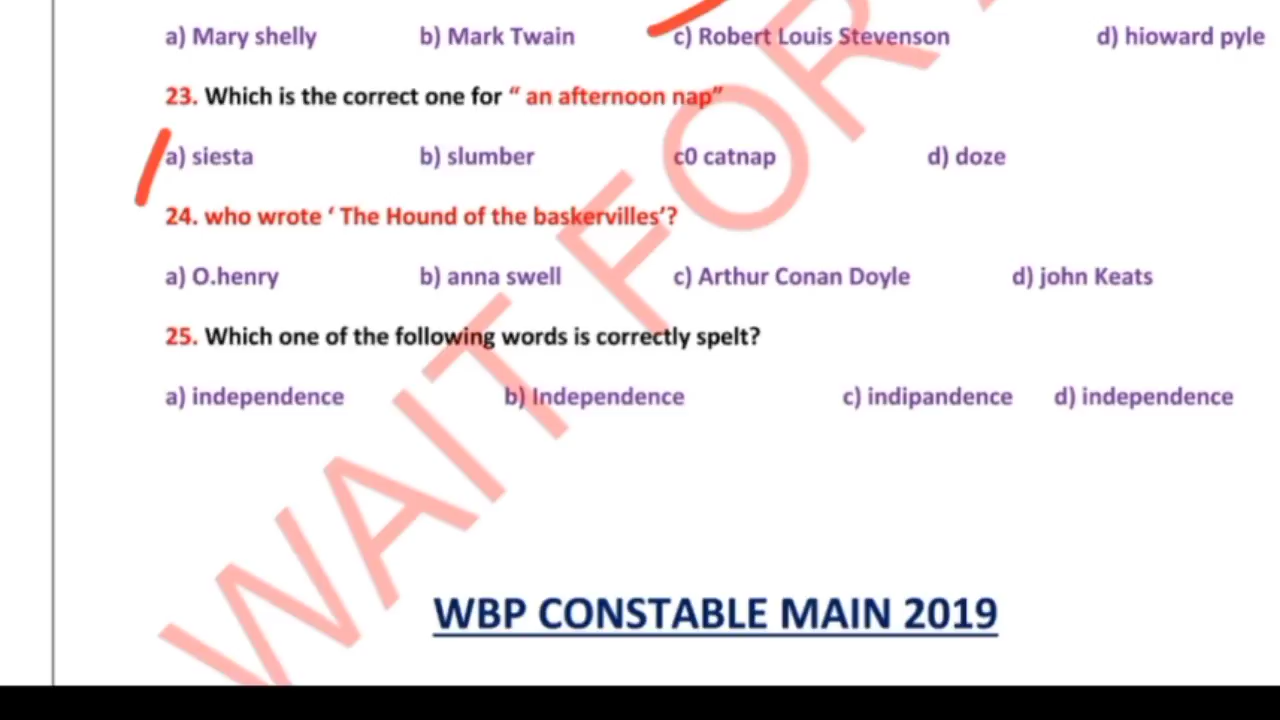 a) Mary shelly b) Mark Twain c) Robert Louis Stevenson d) hioward pyle
23. Which is the correct one for “ an afternoon nap”
a) siesta b) slumber c0 catnap d) doze
24. who wrote ‘ The Hound of the baskervilles’?
a) O.henry b) anna swell c) Arthur Conan Doyle d) john Keats
25. Which one of the following words is correctly spelt?
a) independence b) Independence c) indipandence d) independence
WAIT FOR
WBP CONSTABLE MAIN 2019